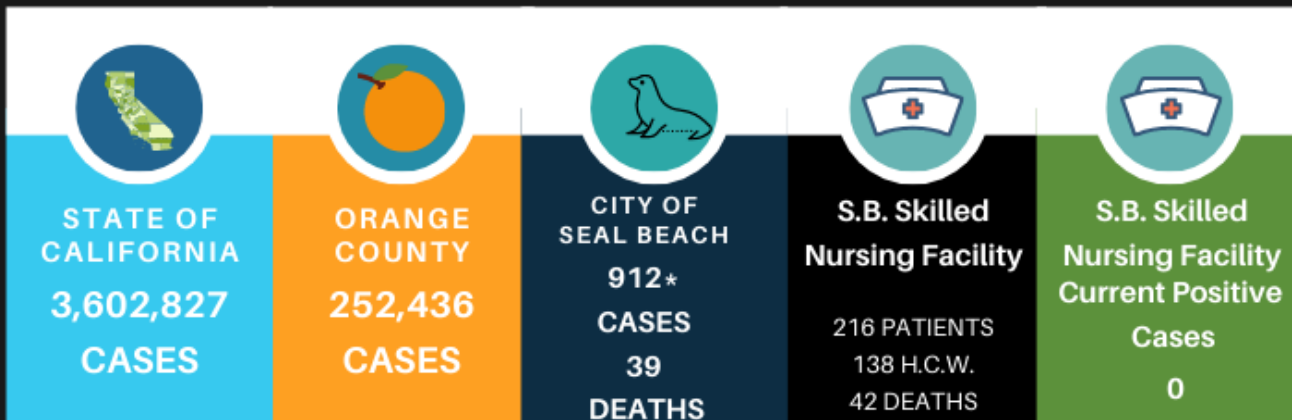 STATE OF
CALIFORNIA
3,602,827
CASES
ORANGE
COUNTY
252,436
CASES
CITY OF
SEAL BEACH
912*
CASES
39
DEATHS
S.B. Skilled
Nursing Facility
216 PATIENTS
138 H.C.W.
42 DEATHS
S.B. Skilled
Nursing Facility
Current Positive
Cases
0